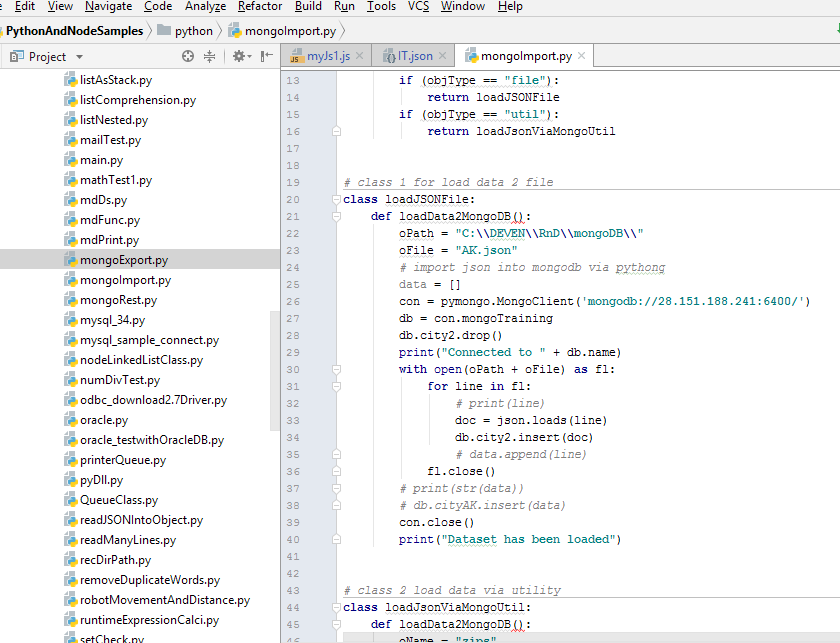 Edit View Navigate Code Analyze Refactor Build Run Tools VCS Window Help
PythonAndNodeSamples python mongoImport.py
Project
myJs1.js IT.json mongoImport.py
listAsStack.py
listComprehension.py
listNested.py
mailTest.py
main.py
mathTest1.py
mdDs.py
mdFunc.py
mdPrint.py
mongoExport.py
mongoImport.py
mongoRest.py
mysql_34.py
mysql_sample_connect.py
nodeLinkedListClass.py
numDivTest.py
odbc_download2.7Driver.py
oracle.py
oracle_testwithOracleDB.py
printerQueue.py
pyDll.py
QueueClass.py
readJSONIntoObject.py
readManyLines.py
recDirPath.py
removeDuplicateWords.py
robotMovementAndDistance.py
runtimeExpressionCalci.py
setCheck.py
13 if (objType == "file"):
14 return loadJSONFile
15 if (objType == "util"):
16 return loadJsonViaMongoUtil
17
18
19 # class 1 for load data 2 file
20 class loadJSONFile:
21 def loadData2MongoDB():
22 oPath = "C:\\DEVEN\\RnD\\mongoDB\\"
23 oFile = "AK.json"
24 # import json into mongodb via pythong
25 data = []
26 con = pymongo.MongoClient('mongodb://28.151.188.241:6400/')
27 db = con.mongoTraining
28 db.city2.drop()
29 print("Connected to " + db.name)
30 with open(oPath + oFile) as fl:
31 for line in fl:
32 # print(line)
33 doc = json.loads(line)
34 db.city2.insert(doc)
35 # data.append(line)
36 fl.close()
37 # print(str(data))
38 # db.cityAK.insert(data)
39 con.close()
40 print("Dataset has been loaded")
41
42
43 # class 2 load data via utility
44 class loadJsonViaMongoUtil:
45 def loadData2MongoDB():
46 oName = "zips"